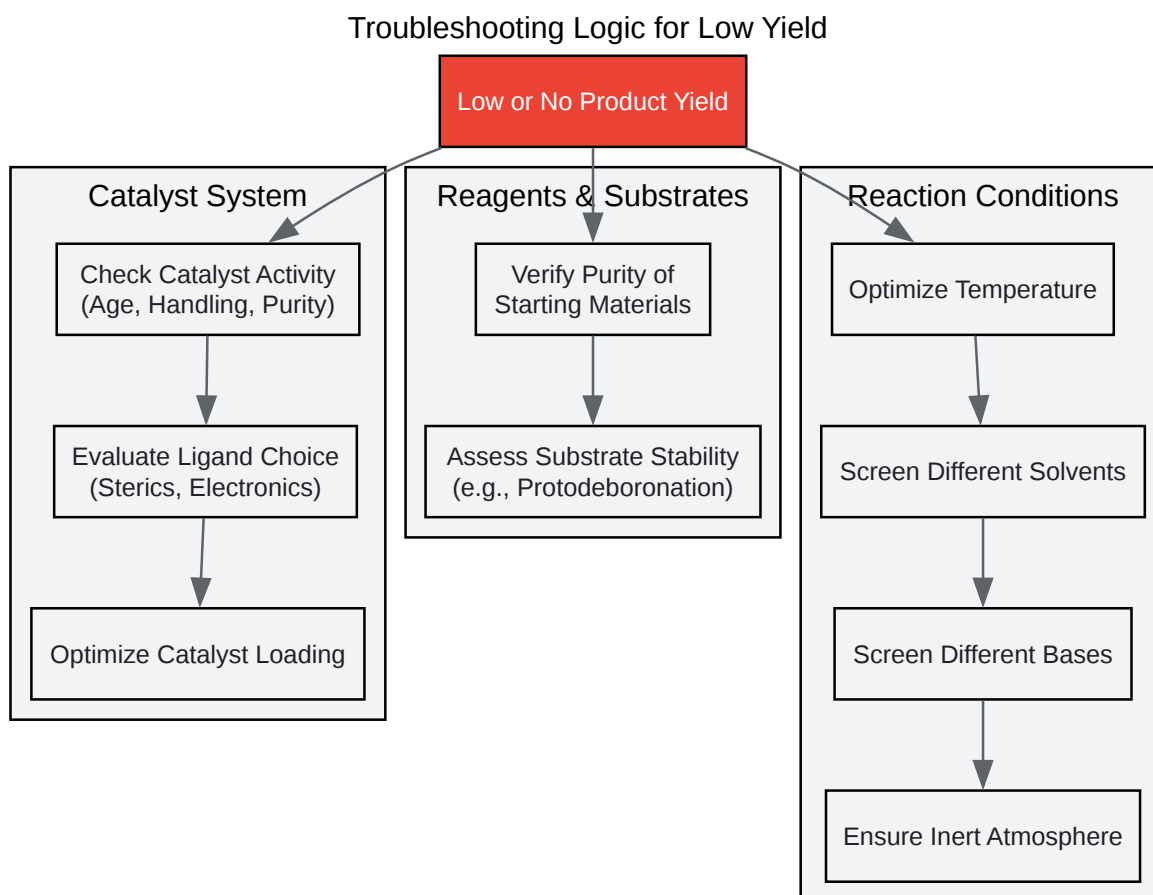 Troubleshooting Logic for Low Yield
Low or No Product Yield
Catalyst System
Check Catalyst Activity
(Age, Handling, Purity)
Evaluate Ligand Choice
(Sterics, Electronics)
Optimize Catalyst Loading
Reagents & Substrates
Verify Purity of
Starting Materials
Assess Substrate Stability
(e.g., Protodeboronation)
Reaction Conditions
Optimize Temperature
Screen Different Solvents
Screen Different Bases
Ensure Inert Atmosphere